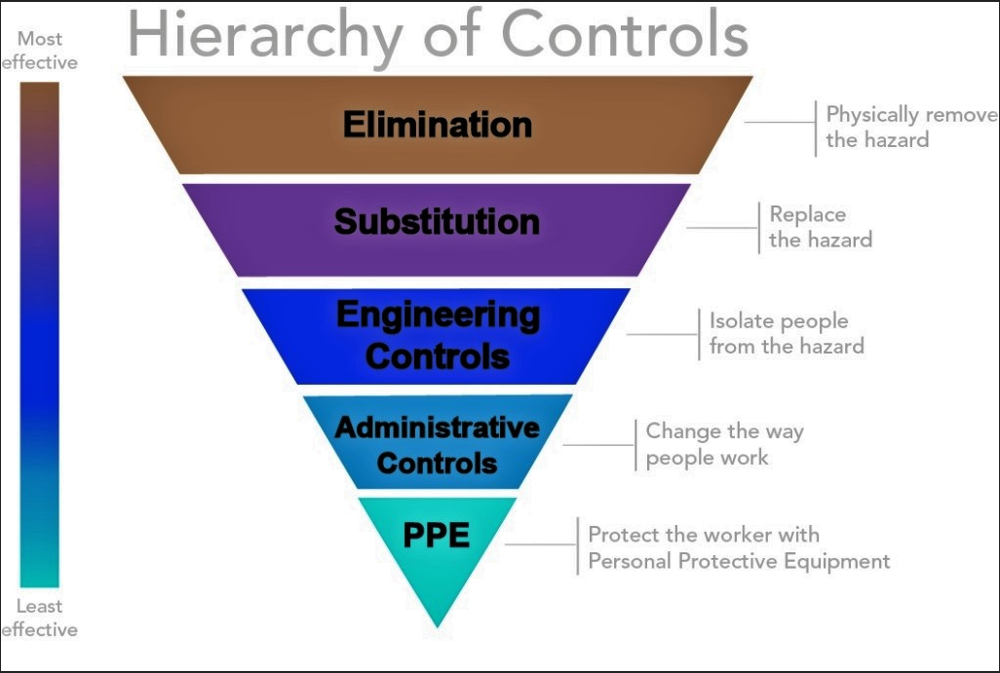 Hierarchy of Controls
Most
effective
Elimination
Physically remove
the hazard
Substitution
Replace
the hazard
Engineering
Controls
Isolate people
from the hazard
Administrative
Controls
Change the way
people work
PPE
Protect the worker with
Personal Protective Equipment
Least
effective